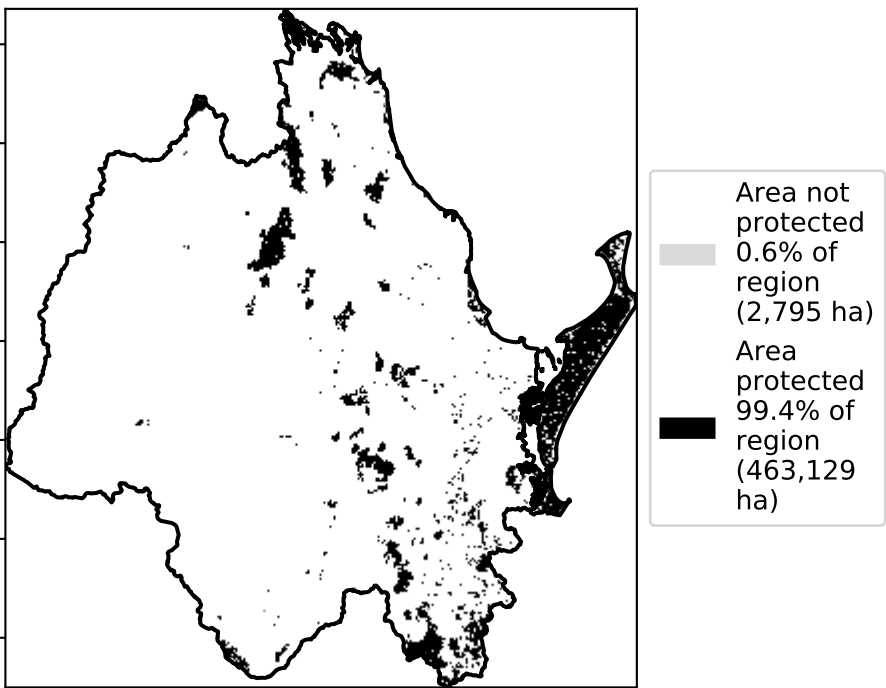 Area not
protected
0.6% of
region
(2,795 ha)
Area
protected
99.4% of
region
(463,129
ha)